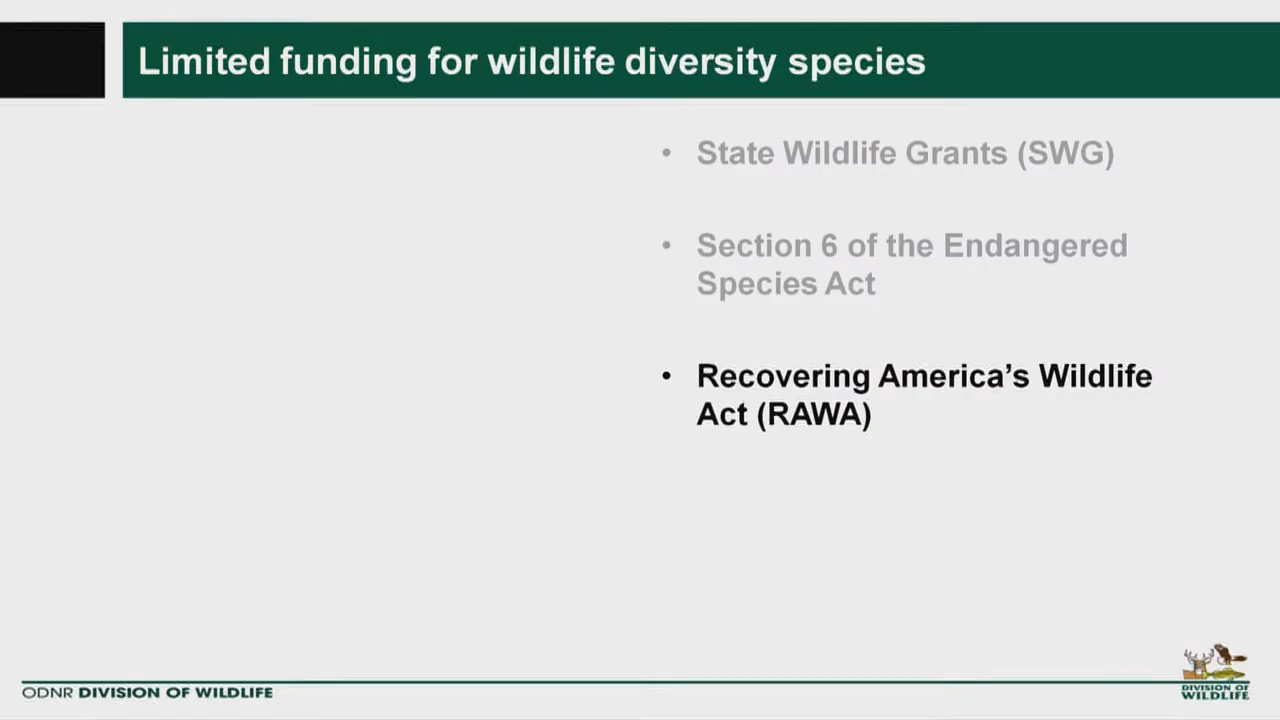 Limited funding for wildlife diversity species
• State Wildlife Grants (SWG)
• Section 6 of the Endangered
Species Act
• Recovering America’s Wildlife
Act (RAWA)
ODNR DIVISION OF WILDLIFE
DIVISION OF
WILDLIFE